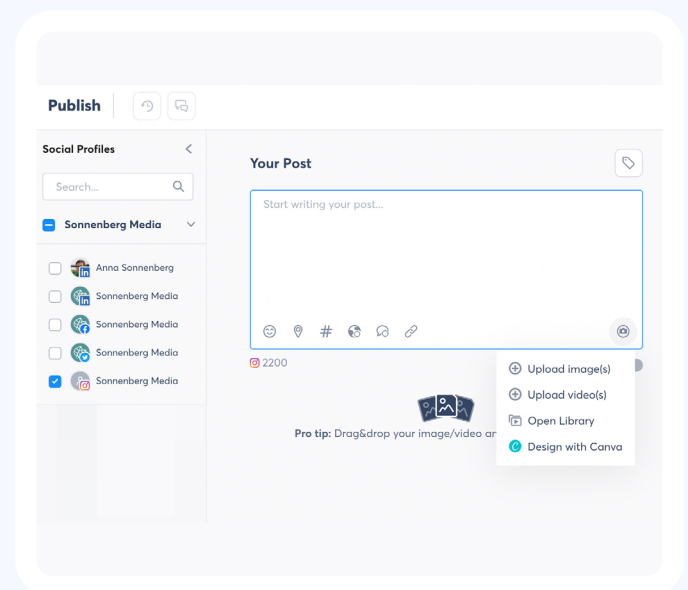 Publish
Social Profiles
Search...
Sonnenberg Media
Anna Sonnenberg
Sonnenberg Media
Sonnenberg Media
Sonnenberg Media
Sonnenberg Media
Your Post
Start writing your post...
2200
Upload image(s)
Upload video(s)
Open Library
Design with Canva
Pro tip: Drag&drop your image/video